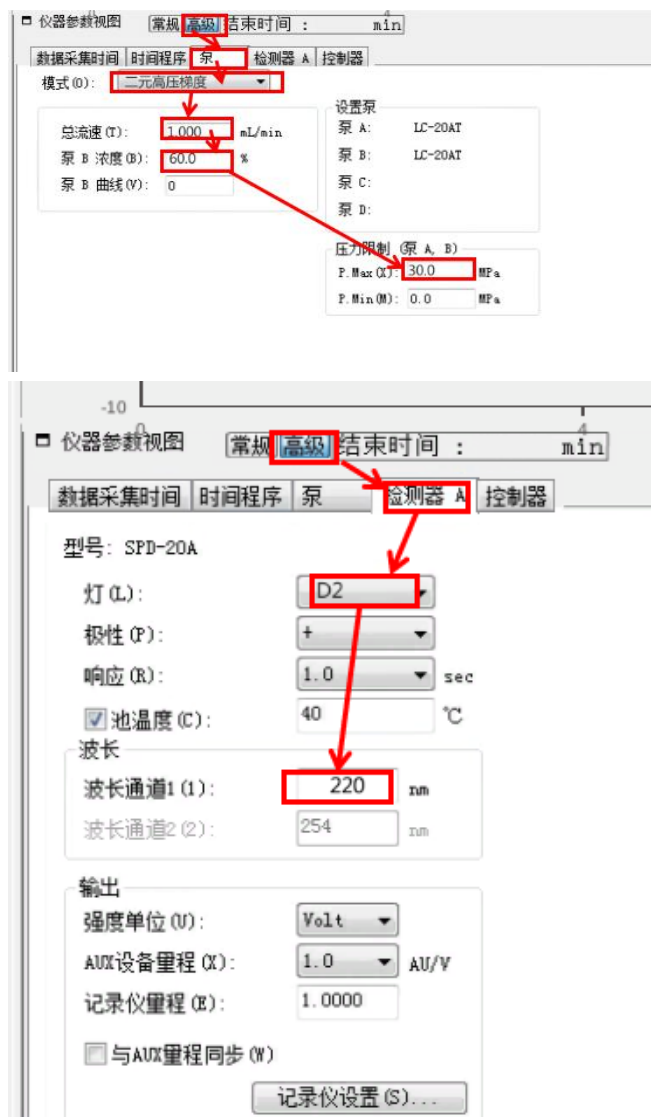 仪器参数视图 常规 高级 结束时间 : min
数据采集时间 时间程序 泵 检测器 A 控制器
模式(O): 二元高压梯度
设置泵
总流速(T): 1.000 mL/min 泵 A: LC-20AT
泵 B 浓度(B): 60.0 % 泵 B: LC-20AT
泵 B 曲线(V): 0 泵 C:
泵 D:
压力限制 (泵 A, B)
P.Max(X): 30.0 MPa
P.Min(M): 0.0 MPa
-10
0 4
仪器参数视图 常规 高级 结束时间 : min
数据采集时间 时间程序 泵 检测器 A 控制器
型号: SPD-20A
灯(L): D2
极性(P): +
响应(R): 1.0 sec
池温度(C): 40 ℃
波长
波长通道1(1): 220 nm
波长通道2(2): 254 nm
输出
强度单位(U): Volt
AUX设备量程(X): 1.0 AU/V
记录仪量程(E): 1.0000
与AUX量程同步(W)
记录仪设置(S)...